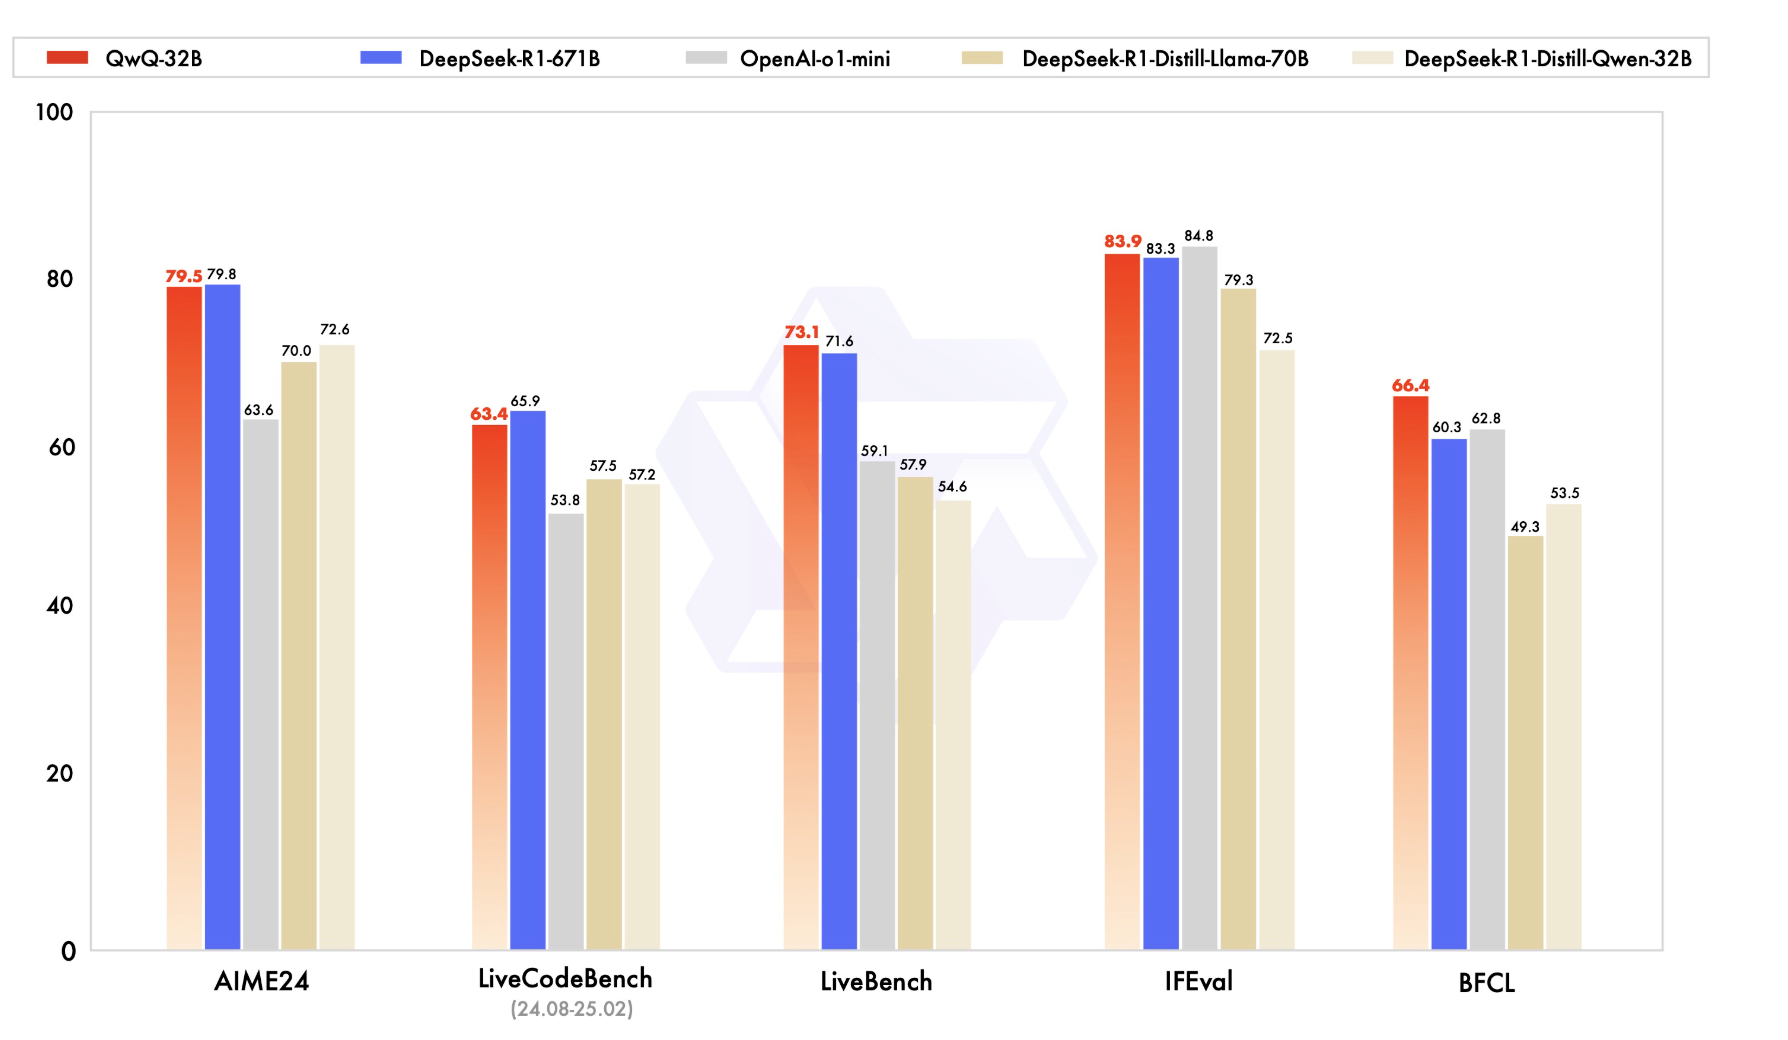 QwQ-32B DeepSeek-R1-671B OpenAI-o1-mini DeepSeek-R1-Distill-Llama-70B DeepSeek-R1-Distill-Qwen-32B
100
80
60
40
20
0
79.5 79.8 63.6 70.0 72.6
63.4 65.9 53.8 57.5 57.2
73.1 71.6 59.1 57.9 54.6
83.9 83.3 84.8 79.3 72.5
66.4 60.3 62.8 49.3 53.5
AIME24 LiveCodeBench LiveBench IFEval BFCL
(24.08-25.02)